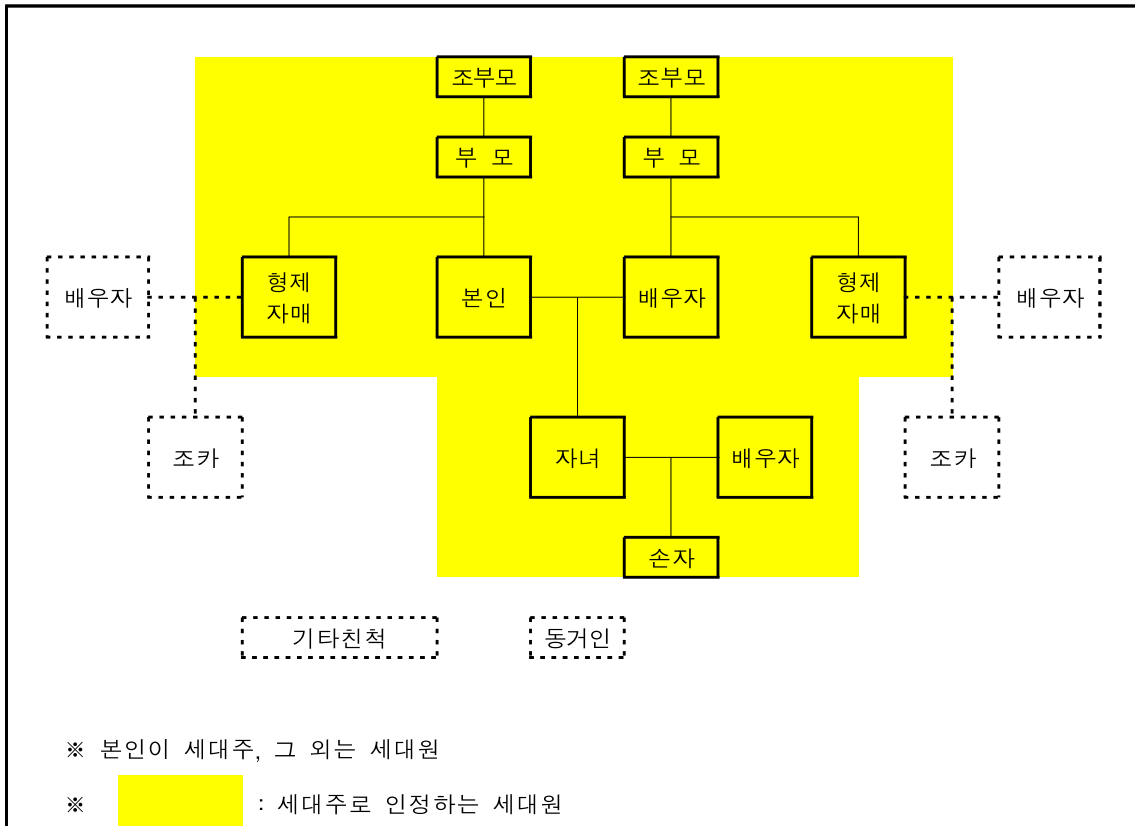 조부모 조부모
부 모 부 모
배우자 형제 자매 본인 배우자 형제 자매 배우자
조카 자녀 배우자 조카
손자
기타친척 동거인
※ 본인이 세대주, 그 외는 세대원
※ : 세대주로 인정하는 세대원